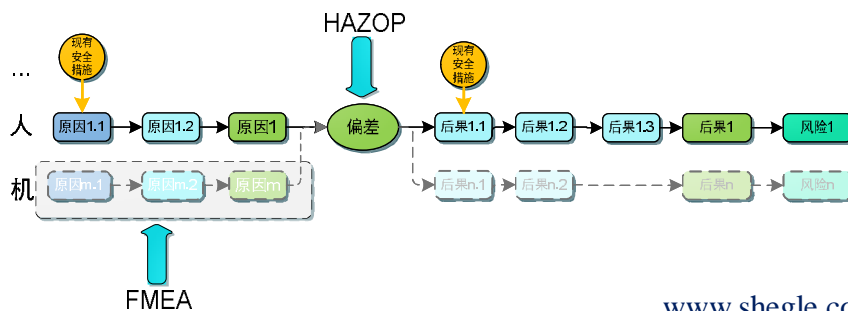 HAZOP
现有
安全
措施
现有
安全
措施
...
人 原因1.1 原因1.2 原因1 偏差 后果1.1 后果1.2 后果1.3 后果1 风险1
机 原因m.1 原因m.2 原因m 后果n.1 后果n.2 后果n 风险n
FMEA
www.shegle.co